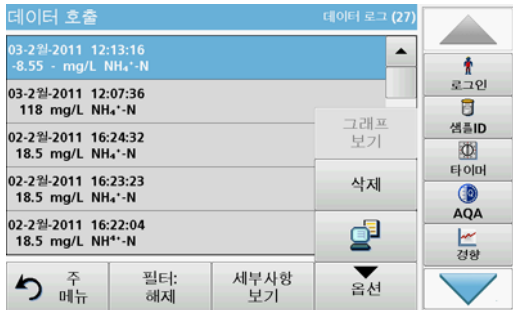 데이터 호출
데이터 로그 (27)
03-2월-2011 12:13:16
-8.55 - mg/L NH₄⁺-N
03-2월-2011 12:07:36
118 mg/L NH₄⁺-N
02-2월-2011 16:24:32
18.5 mg/L NH₄⁺-N
02-2월-2011 16:23:23
18.5 mg/L NH₄⁺-N
02-2월-2011 16:22:04
18.5 mg/L NH⁴⁺-N
그래프
보기
삭제
옵션
주
메뉴
필터:
해제
세부사항
보기
로그인
샘플ID
타이머
AQA
경향